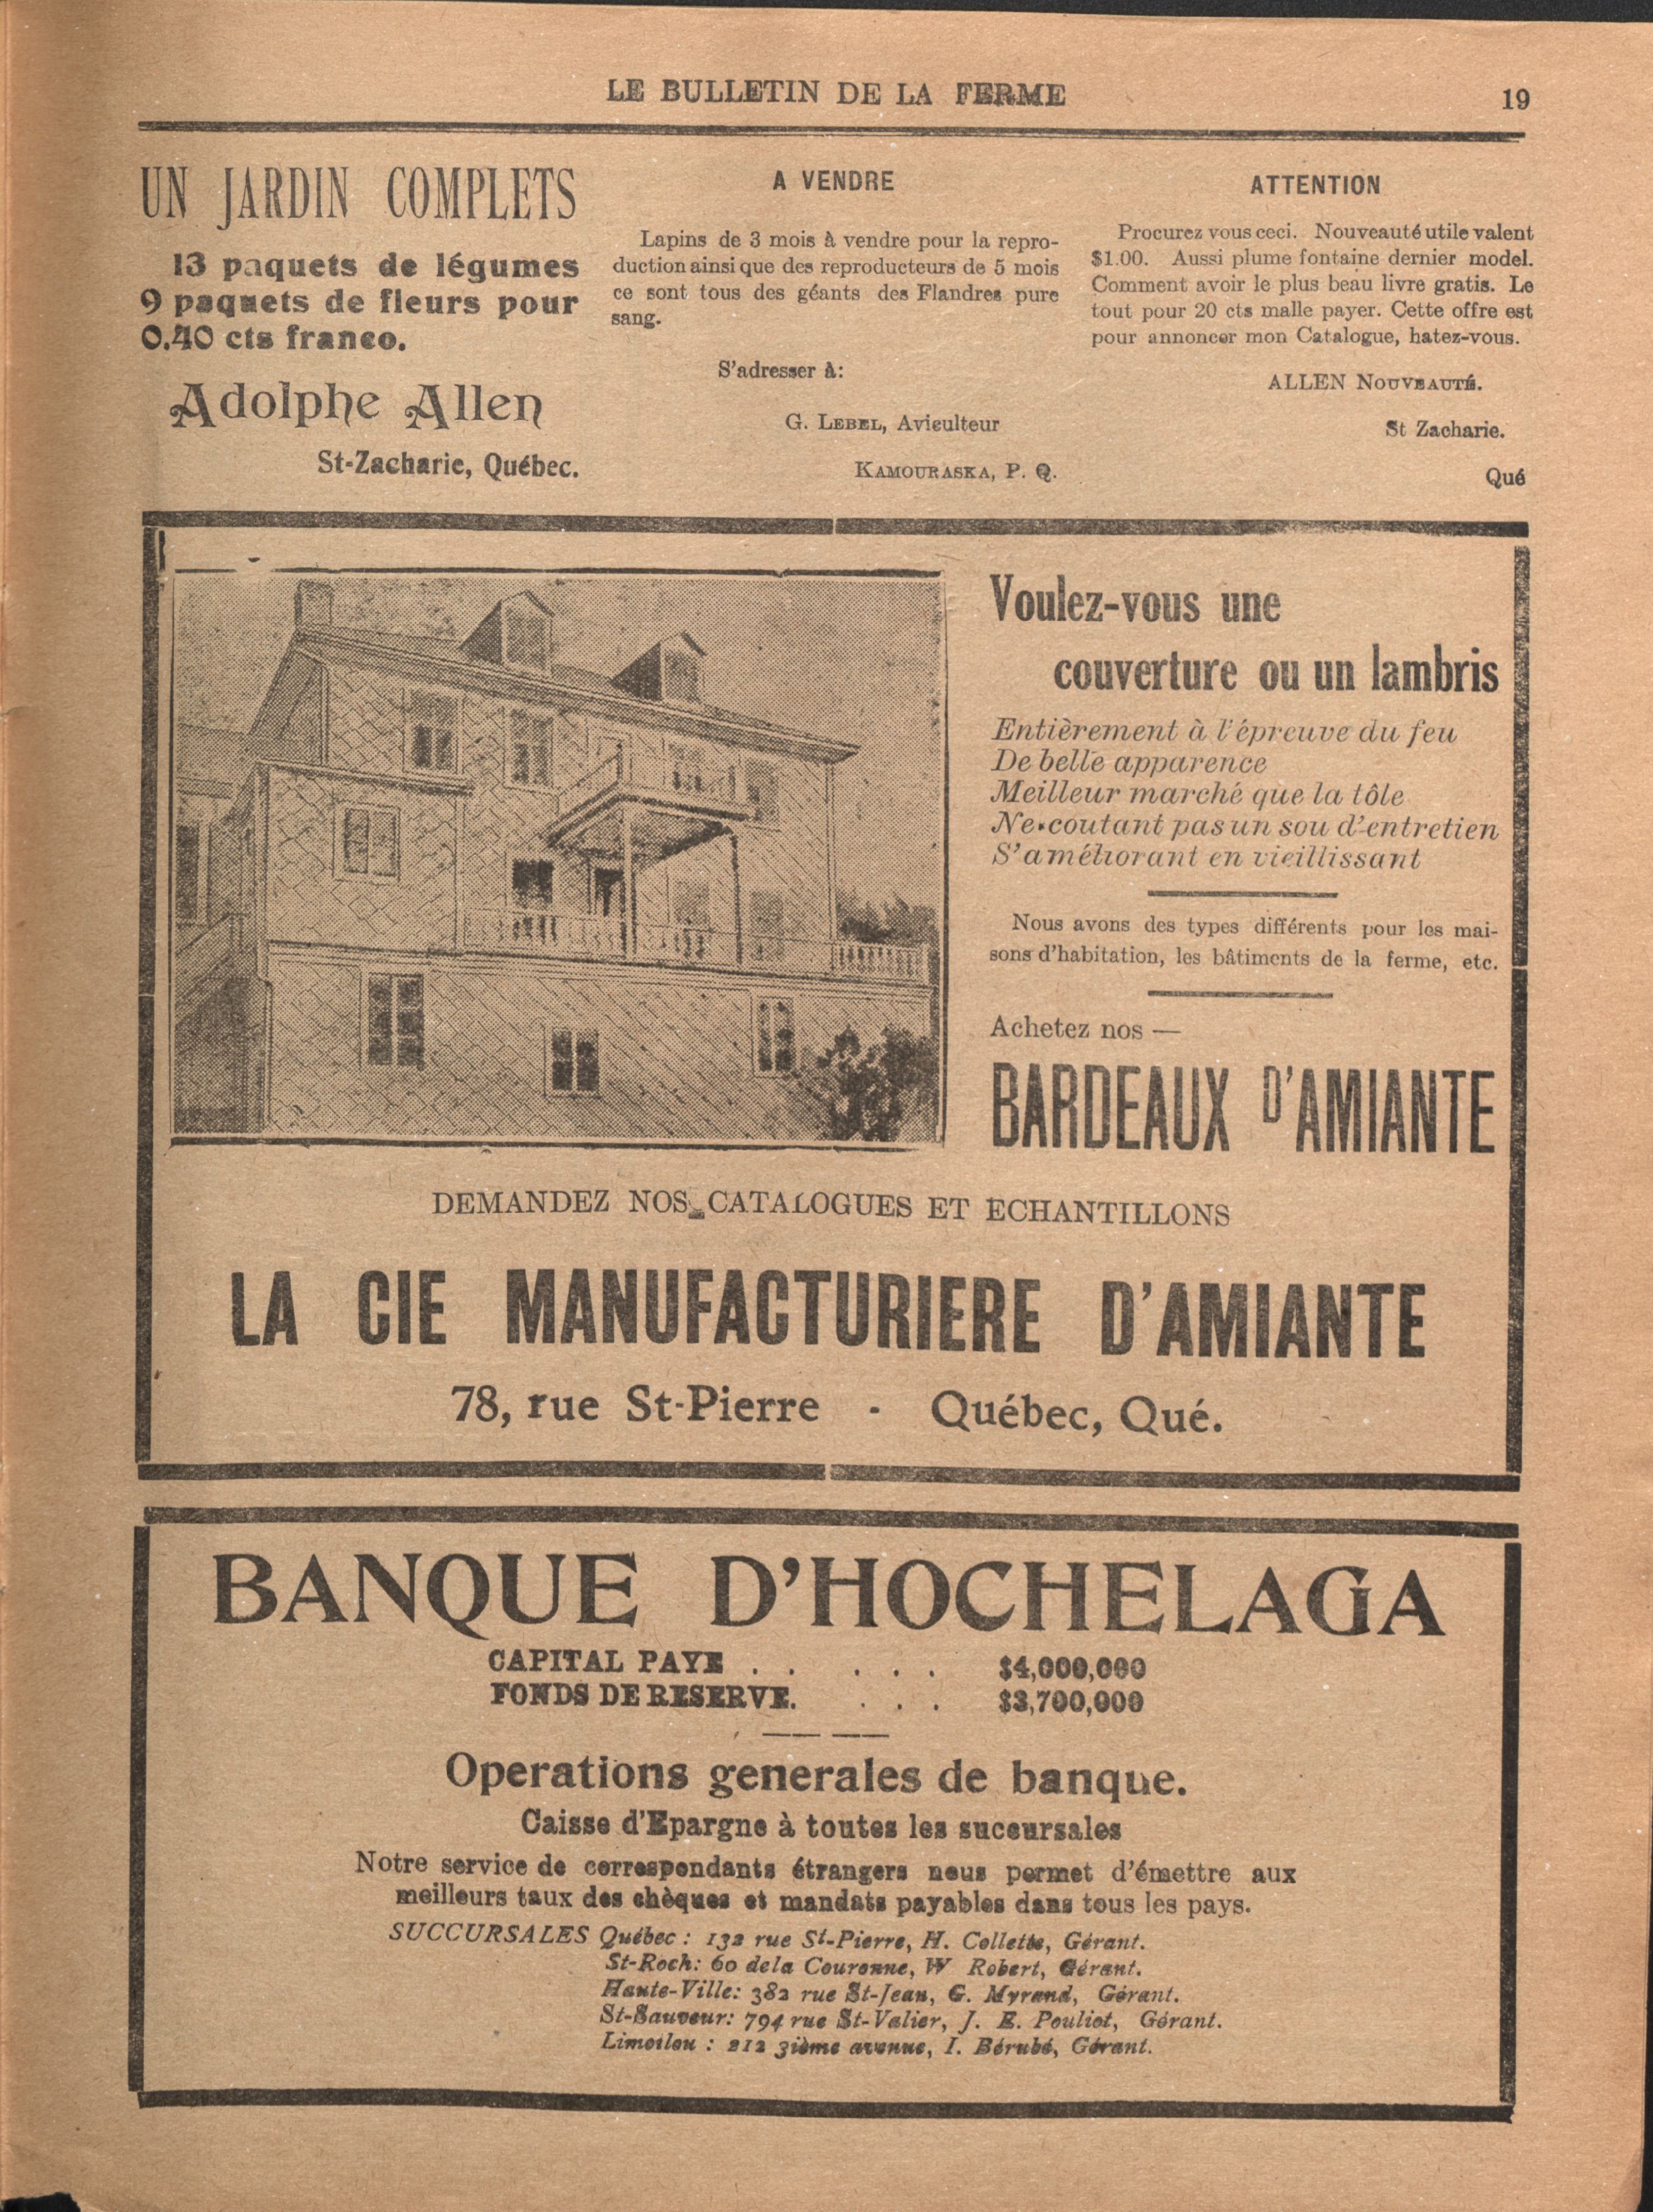 LE BULLETIN DE LA FERME
19
UN JARDIN COMPLETS
13 paquets de légumes
9 paquets de fleurs pour
0.40 cts franco.
Adolphe Allen
St-Zacharie, Québec.
A VENDRE
Lapins de 3 mois à vendre pour la repro-
duction ainsi que des reproducteurs de 5 mois
ce sont tous des géants des Flandres pure
sang.
S'adresser à:
G. LEBEL, Aviculteur
KAMOURASKA, P. Q.
ATTENTION
Procurez vous ceci. Nouveauté utile valent
$1.00. Aussi plume fontaine dernier model.
Comment avoir le plus beau livre gratis. Le
tout pour 20 cts malle payer. Cette offre est
pour annoncer mon Catalogue, hatez-vous.
ALLEN NOUVEAUTÉ.
St Zacharie.
Qué
Voulez-vous une
couverture ou un lambris
Entièrement à l'épreuve du feu
De belle apparence
Meilleur marché que la tôle
Ne coutant pas un sou d'entretien
S'améliorant en vieillissant
Nous avons des types différents pour les mai-
sons d'habitation, les bâtiments de la ferme, etc.
Achetez nos —
BARDEAUX D'AMIANTE
DEMANDEZ NOS CATALOGUES ET ECHANTILLONS
LA CIE MANUFACTURIERE D'AMIANTE
78, rue St-Pierre - Québec, Qué.
BANQUE D'HOCHELAGA
CAPITAL PAYE . . . . . $4,000,000
FONDS DE RESERVE. . . . $3,700,000
Operations generales de banque.
Caisse d'Epargne à toutes les succursales
Notre service de correspondants étrangers nous permet d'émettre aux
meilleurs taux des chèques et mandats payables dans tous les pays.
SUCCURSALES Québec : 132 rue St-Pierre, H. Collette, Gérant.
St-Roch: 60 dela Couronne, W Robert, Gérant.
Haute-Ville: 382 rue St-Jean, G. Myrand, Gérant.
St-Sauveur: 794 rue St-Valier, J. E. Pouliot, Gérant.
Limoilou : 212 3ième avenue, I. Bérubé, Gérant.